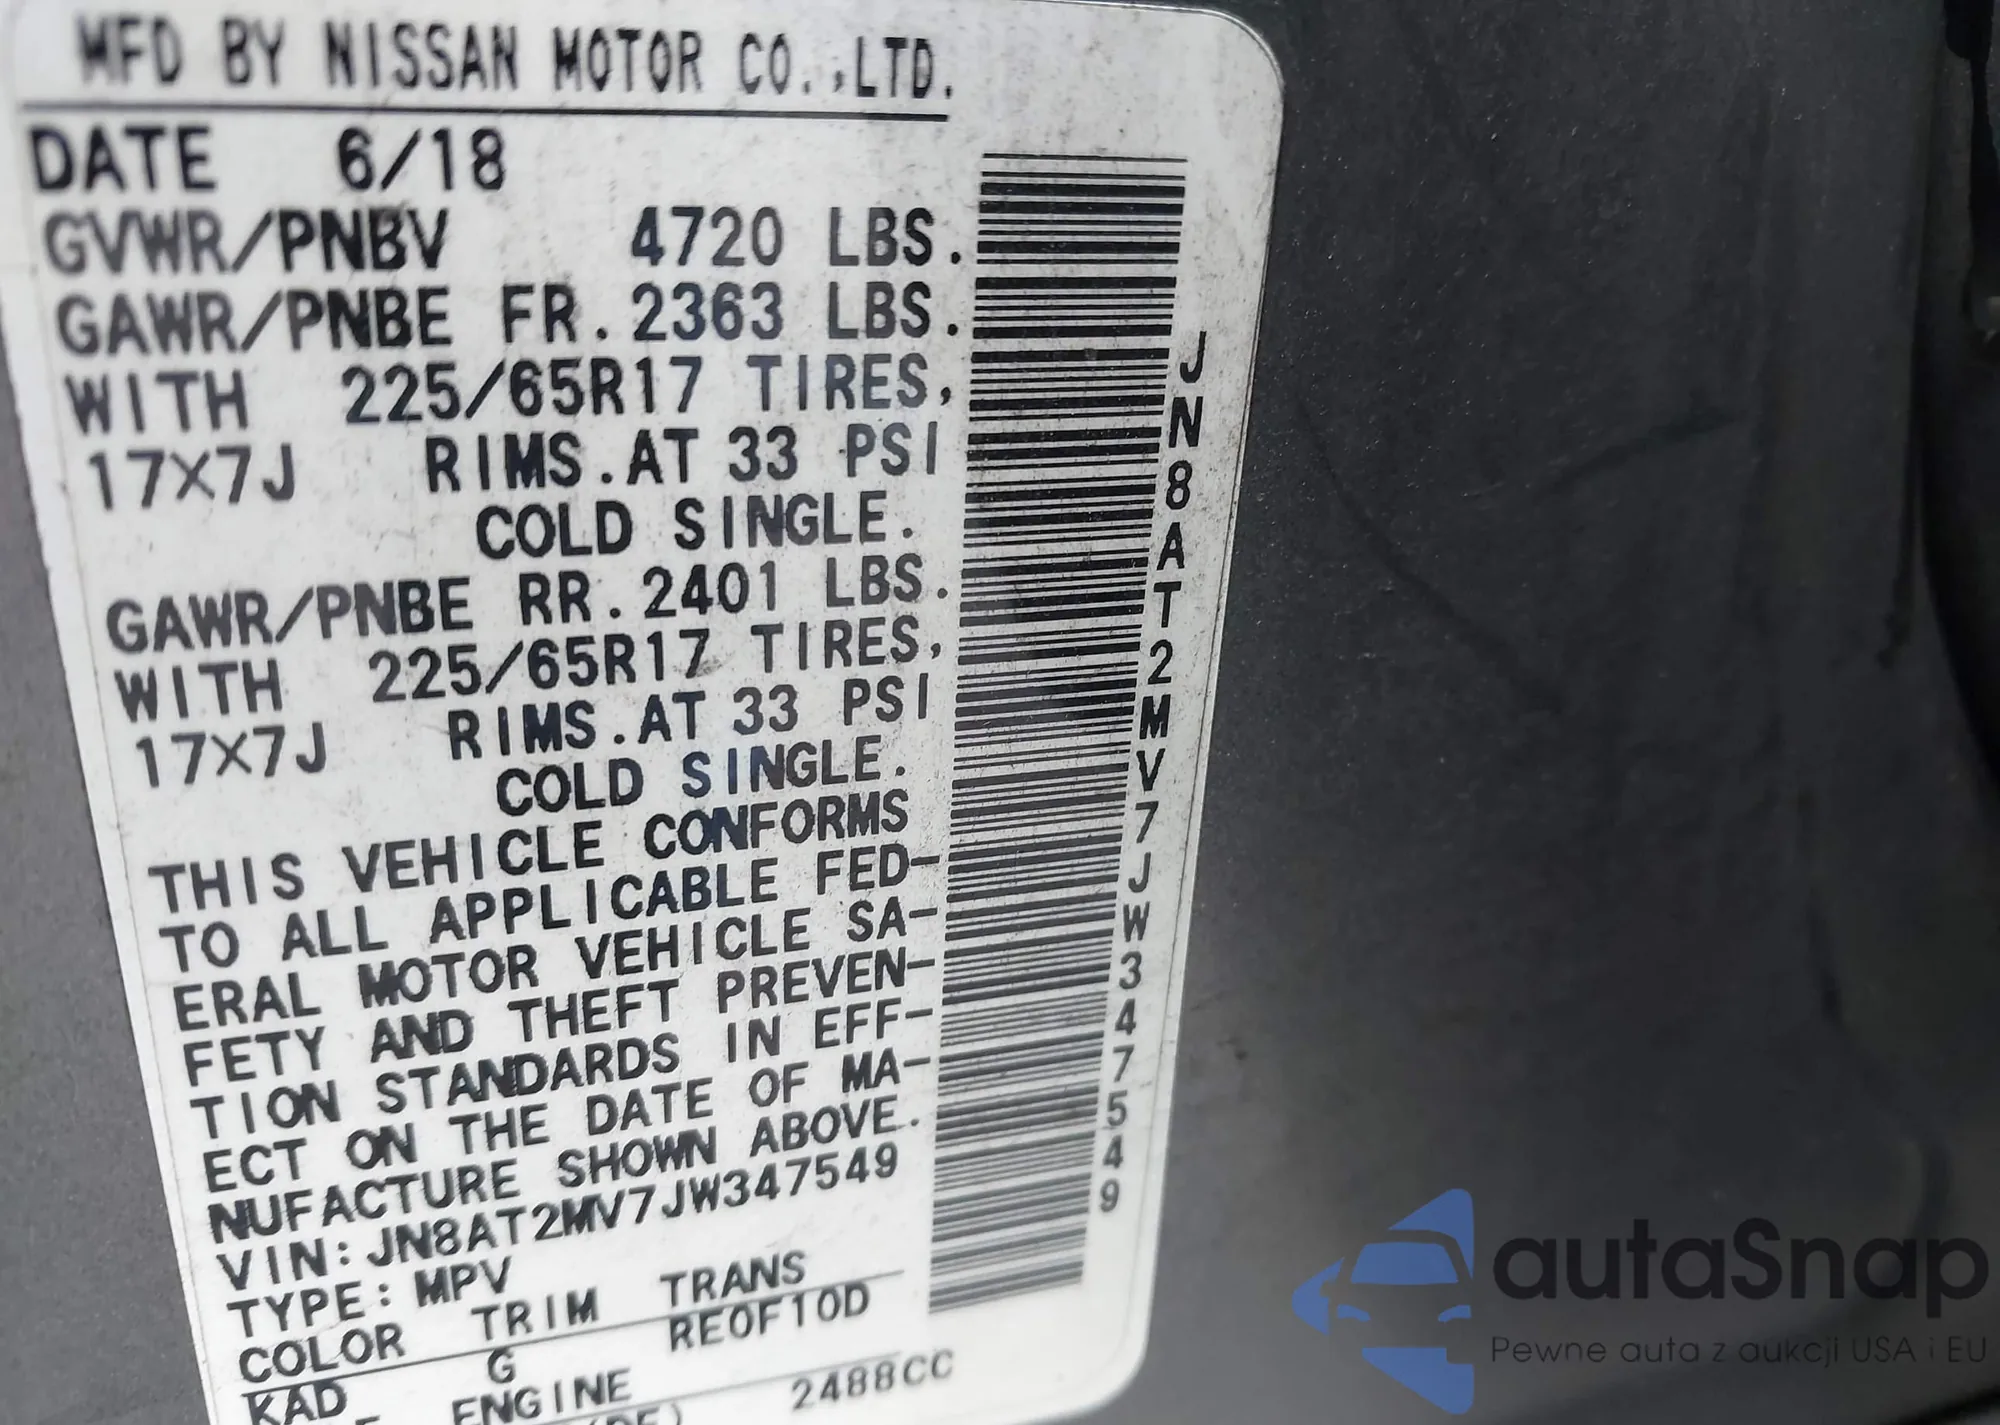 MFD BY NISSAN MOTOR CO.,LTD.
DATE 6/18
GVWR/PNBV 4720 LBS.
GAWR/PNBE FR.2363 LBS.
WITH 225/65R17 TIRES,
17X7J RIMS.AT 33 PSI
COLD SINGLE.
GAWR/PNBE RR.2401 LBS.
WITH 225/65R17 TIRES,
17X7J RIMS.AT 33 PSI
COLD SINGLE.
THIS VEHICLE CONFORMS
TO ALL APPLICABLE FED-
ERAL MOTOR VEHICLE SA-
FETY AND THEFT PREVEN-
TION STANDARDS IN EFF-
ECT ON THE DATE OF MA-
NUFACTURE SHOWN ABOVE.
VIN:JN8AT2MV7JW347549
TYPE:MPV
COLOR TRIM TRANS
KAD G RE0F10D
ENGINE 2488CC
JN8AT2MV7JW347549
autaSnap
Pewne auta z aukcji USA i EU